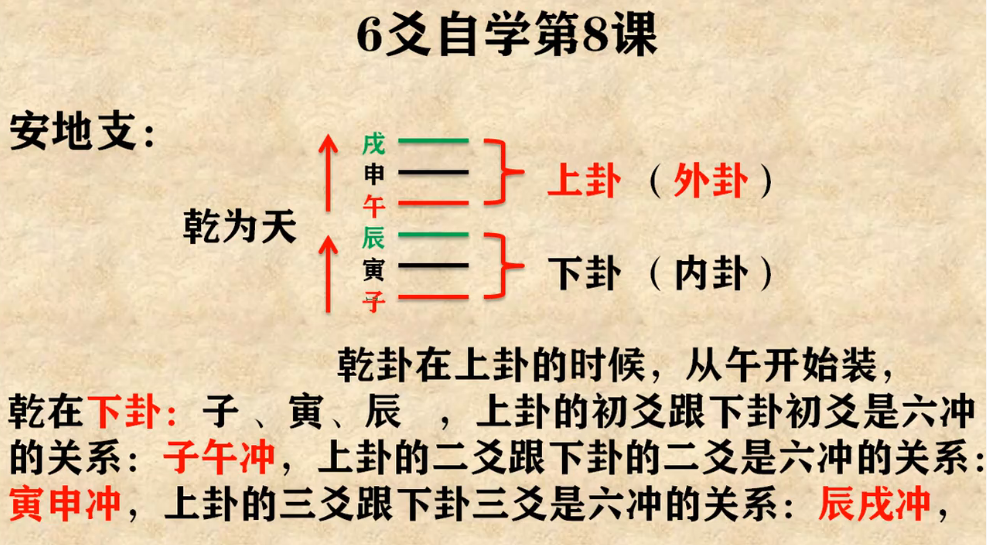 6爻自学第8课
安地支：
戌
申
午
上卦（外卦）
乾为天
辰
寅
子
下卦（内卦）
乾卦在上卦的时候，从午开始装，
乾在下卦：子、寅、辰，上卦的初爻跟下卦初爻是六冲
的关系：子午冲，上卦的二爻跟下卦的二爻是六冲的关系：
寅申冲，上卦的三爻跟下卦三爻是六冲的关系：辰戌冲，